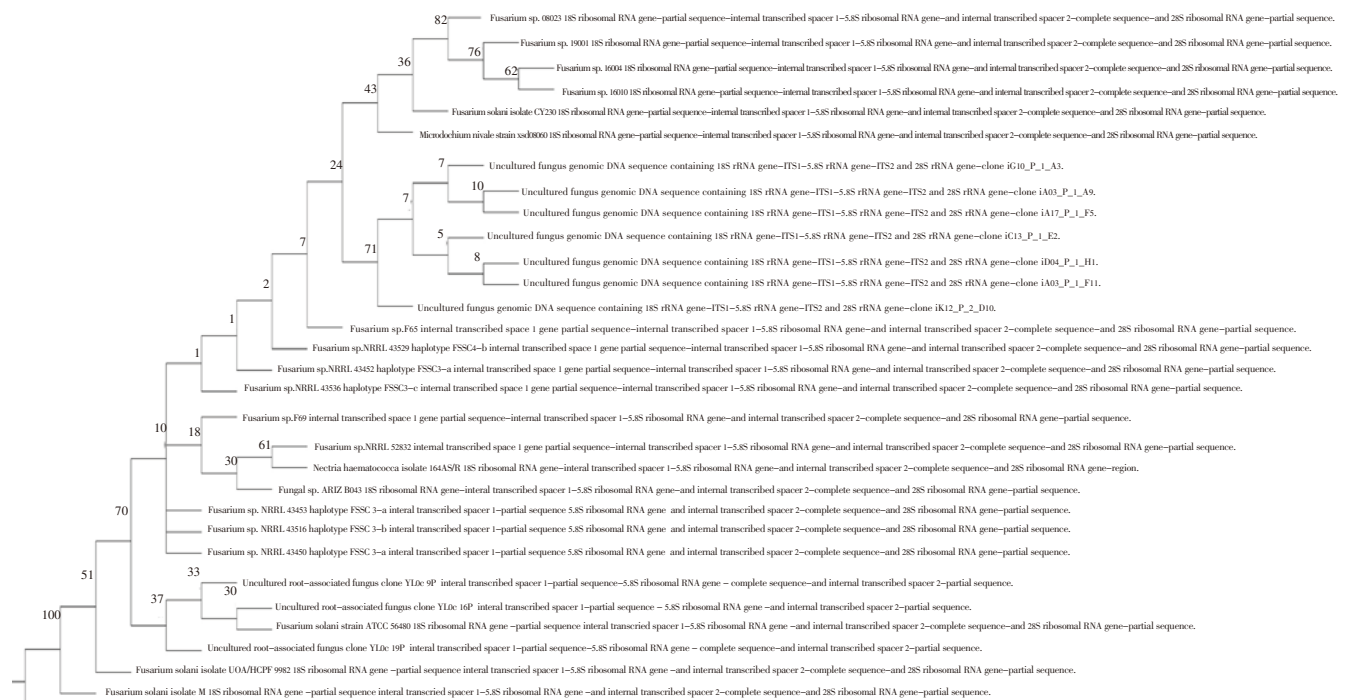 82
Fusarium sp. 08023 18S ribosomal RNA gene-partial sequence-internal transcribed spacer 1-5.8S ribosomal RNA gene-and internal transcribed spacer 2-complete sequence-and 28S ribosomal RNA gene-partial sequence.
76
Fusarium sp. 19001 18S ribosomal RNA gene-partial sequence-internal transcribed spacer 1-5.8S ribosomal RNA gene-and internal transcribed spacer 2-complete sequence-and 28S ribosomal RNA gene-partial sequence.
36
62
Fusarium sp. 16004 18S ribosomal RNA gene-partial sequence-internal transcribed spacer 1-5.8S ribosomal RNA gene-and internal transcribed spacer 2-complete sequence-and 28S ribosomal RNA gene-partial sequence.
Fusarium sp. 16010 18S ribosomal RNA gene-partial sequence-internal transcribed spacer 1-5.8S ribosomal RNA gene-and internal transcribed spacer 2-complete sequence-and 28S ribosomal RNA gene-partial sequence.
43
Fusarium solani isolate CY230 18S ribosomal RNA gene-partial sequence-internal transcribed spacer 1-5.8S ribosomal RNA gene-and internal transcribed spacer 2-complete sequence-and 28S ribosomal RNA gene-partial sequence.
Microdochium nivale strain xsd08060 18S ribosomal RNA gene-partial sequence-internal transcribed spacer 1-5.8S ribosomal RNA gene-and internal transcribed spacer 2-complete sequence-and 28S ribosomal RNA gene-partial sequence.
24
7
Uncultured fungus genomic DNA sequence containing 18S rRNA gene-ITS1-5.8S rRNA gene-ITS2 and 28S rRNA gene-clone iG10_P_1_A3.
10
Uncultured fungus genomic DNA sequence containing 18S rRNA gene-ITS1-5.8S rRNA gene-ITS2 and 28S rRNA gene-clone iA03_P_1_A9.
7
Uncultured fungus genomic DNA sequence containing 18S rRNA gene-ITS1-5.8S rRNA gene-ITS2 and 28S rRNA gene-clone iA17_P_1_F5.
5
Uncultured fungus genomic DNA sequence containing 18S rRNA gene-ITS1-5.8S rRNA gene-ITS2 and 28S rRNA gene-clone iC13_P_1_E2.
7
71
8
Uncultured fungus genomic DNA sequence containing 18S rRNA gene-ITS1-5.8S rRNA gene-ITS2 and 28S rRNA gene-clone iD04_P_1_H1.
Uncultured fungus genomic DNA sequence containing 18S rRNA gene-ITS1-5.8S rRNA gene-ITS2 and 28S rRNA gene-clone iA03_P_1_F11.
2
Uncultured fungus genomic DNA sequence containing 18S rRNA gene-ITS1-5.8S rRNA gene-ITS2 and 28S rRNA gene-clone iK12_P_2_D10.
1
Fusarium sp.F65 internal transcribed space 1 gene partial sequence-internal transcribed spacer 1-5.8S ribosomal RNA gene-and internal transcribed spacer 2-complete sequence-and 28S ribosomal RNA gene-partial sequence.
1
Fusarium sp.NRRL 43529 haplotype FSSC4-b internal transcribed space 1 gene partial sequence-internal transcribed spacer 1-5.8S ribosomal RNA gene-and internal transcribed spacer 2-complete sequence-and 28S ribosomal RNA gene-partial sequence.
Fusarium sp.NRRL 43452 haplotype FSSC3-a internal transcribed space 1 gene partial sequence-internal transcribed spacer 1-5.8S ribosomal RNA gene-and internal transcribed spacer 2-complete sequence-and 28S ribosomal RNA gene-partial sequence.
Fusarium sp.NRRL 43536 haplotype FSSC3-c internal transcribed space 1 gene partial sequence-internal transcribed spacer 1-5.8S ribosomal RNA gene-and internal transcribed spacer 2-complete sequence-and 28S ribosomal RNA gene-partial sequence.
Fusarium sp.F69 internal transcribed space 1 gene partial sequence-internal transcribed spacer 1-5.8S ribosomal RNA gene-and internal transcribed spacer 2-complete sequence-and 28S ribosomal RNA gene-partial sequence.
10
18
61
Fusarium sp.NRRL 52832 internal transcribed space 1 gene partial sequence-internal transcribed spacer 1-5.8S ribosomal RNA gene-and internal transcribed spacer 2-complete sequence-and 28S ribosomal RNA gene-partial sequence.
30
Nectria haematococca isolate 164AS/R 18S ribosomal RNA gene-interal transcribed spacer 1-5.8S ribosomal RNA gene-and internal transcribed spacer 2-complete sequence-and 28S ribosomal RNA gene-region.
Fungal sp. ARIZ B043 18S ribosomal RNA gene-interal transcribed spacer 1-5.8S ribosomal RNA gene-and internal transcribed spacer 2-complete sequence-and 28S ribosomal RNA gene-partial sequence.
70
Fusarium sp. NRRL 43453 haplotype FSSC 3-a interal transcribed spacer 1-partial sequence 5.8S ribosomal RNA gene and internal transcribed spacer 2-complete sequence-and 28S ribosomal RNA gene-partial sequence.
Fusarium sp. NRRL 43516 haplotype FSSC 3-b interal transcribed spacer 1-partial sequence 5.8S ribosomal RNA gene and internal transcribed spacer 2-complete sequence-and 28S ribosomal RNA gene-partial sequence.
Fusarium sp. NRRL 43450 haplotype FSSC 3-a interal transcribed spacer 1-partial sequence 5.8S ribosomal RNA gene and internal transcribed spacer 2-complete sequence-and 28S ribosomal RNA gene-partial sequence.
51
33
Uncultured root-associated fungus clone YL0c 9P interal transcribed spacer 1-partial sequence-5.8S ribosomal RNA gene - complete sequence-and internal transcribed spacer 2-partial sequence.
30
37
Uncultured root-associated fungus clone YL0c 16P interal transcribed spacer 1-partial sequence - 5.8S ribosomal RNA gene -and internal transcribed spacer 2-partial sequence.
100
Fusarium solani strain ATCC 56480 18S ribosomal RNA gene -partial sequence interal transcried spacer 1-5.8S ribosomal RNA gene -and internal transcribed spacer 2-complete sequence-and 28S ribosomal RNA gene-partial sequence.
Uncultured root-associated fungus clone YL0c 19P interal transcribed spacer 1-partial sequence-5.8S ribosomal RNA gene - complete sequence-and internal transcribed spacer 2-partial sequence.
Fusarium solani isolate UOA/HCPF 9982 18S ribosomal RNA gene -partial sequence interal transcried spacer 1-5.8S ribosomal RNA gene -and internal transcribed spacer 2-complete sequence-and 28S ribosomal RNA gene-partial sequence.
Fusarium solani isolate M 18S ribosomal RNA gene -partial sequence interal transcried spacer 1-5.8S ribosomal RNA gene -and internal transcribed spacer 2-complete sequence-and 28S ribosomal RNA gene-partial sequence.